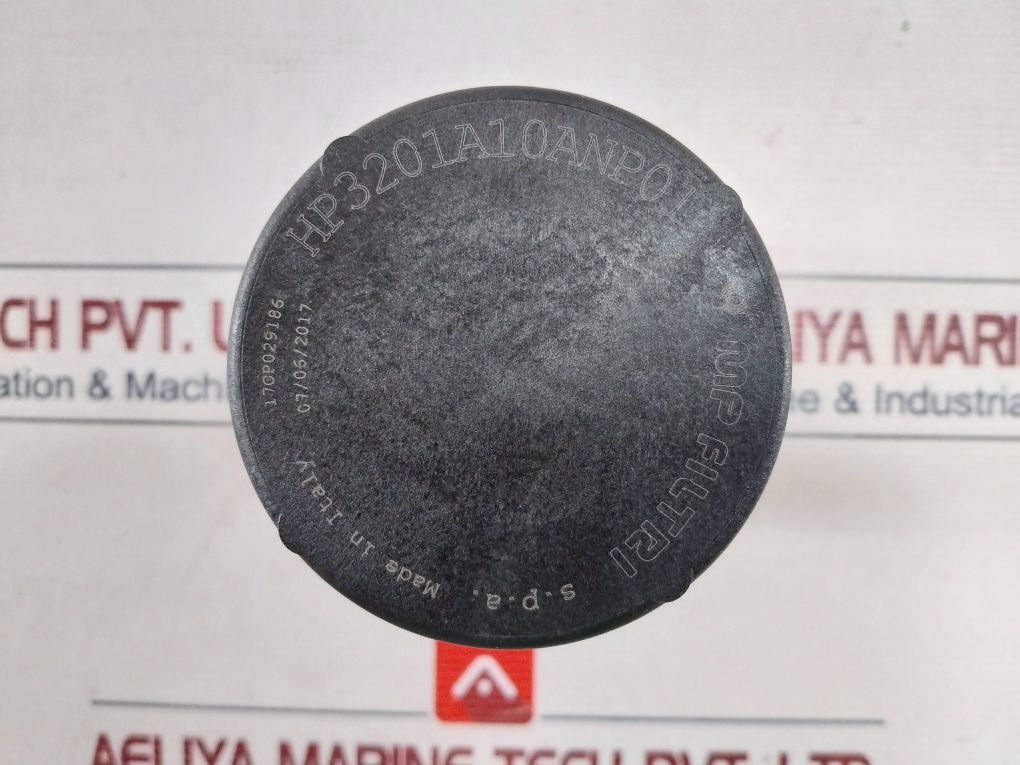 HP3201A10ANP01
MP FILTRI
s.p.a. Made in Italy
17OP029186
07/06/2017
CH PVT.
ation & Mach
LIYA MARI
e & Industria
AELIYA MARINE TECH PVT. LTD.